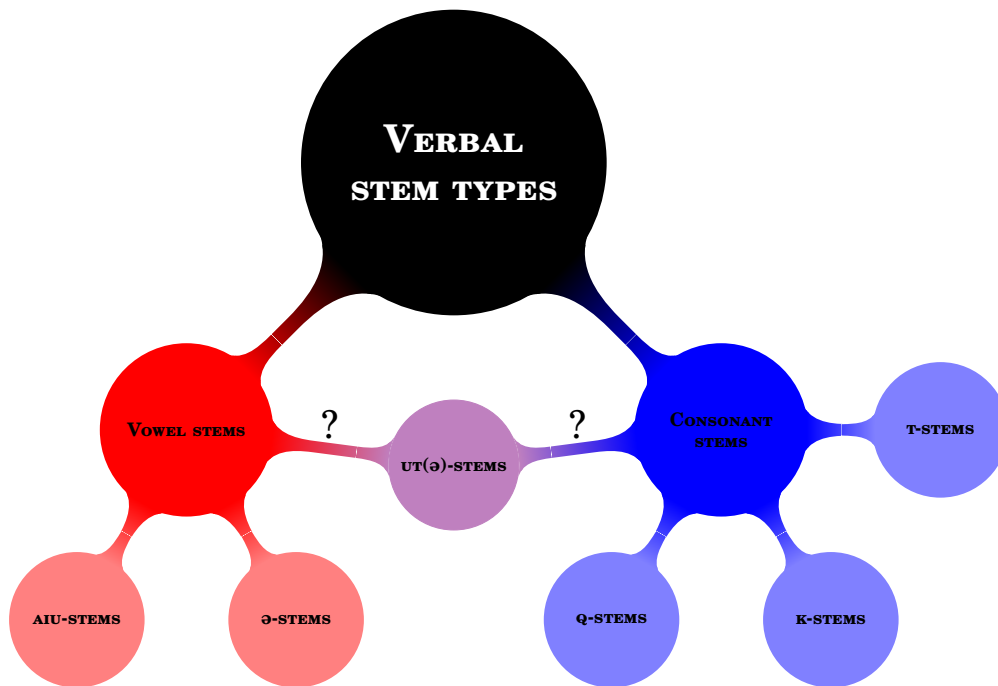 Verbal
stem types
?
?
Vowel stems
Consonant
stems
t-stems
ut(ə)-stems
aiu-stems
ə-stems
q-stems
k-stems